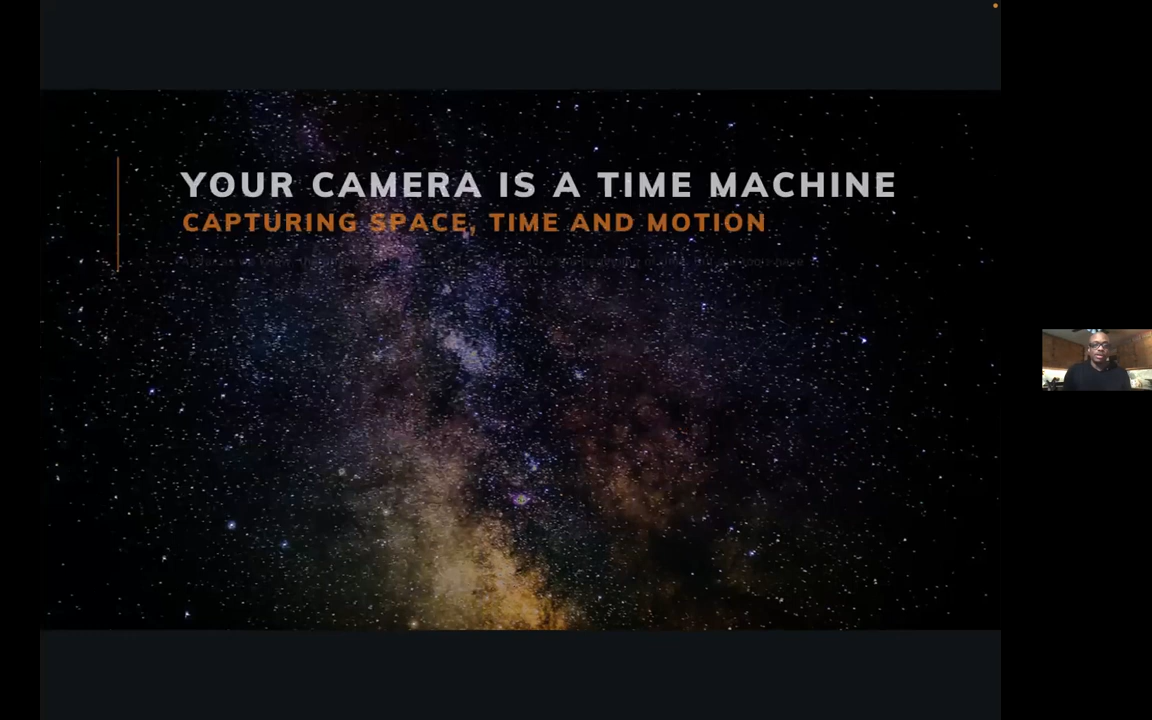 YOUR CAMERA IS A TIME MACHINE
CAPTURING SPACE, TIME AND MOTION